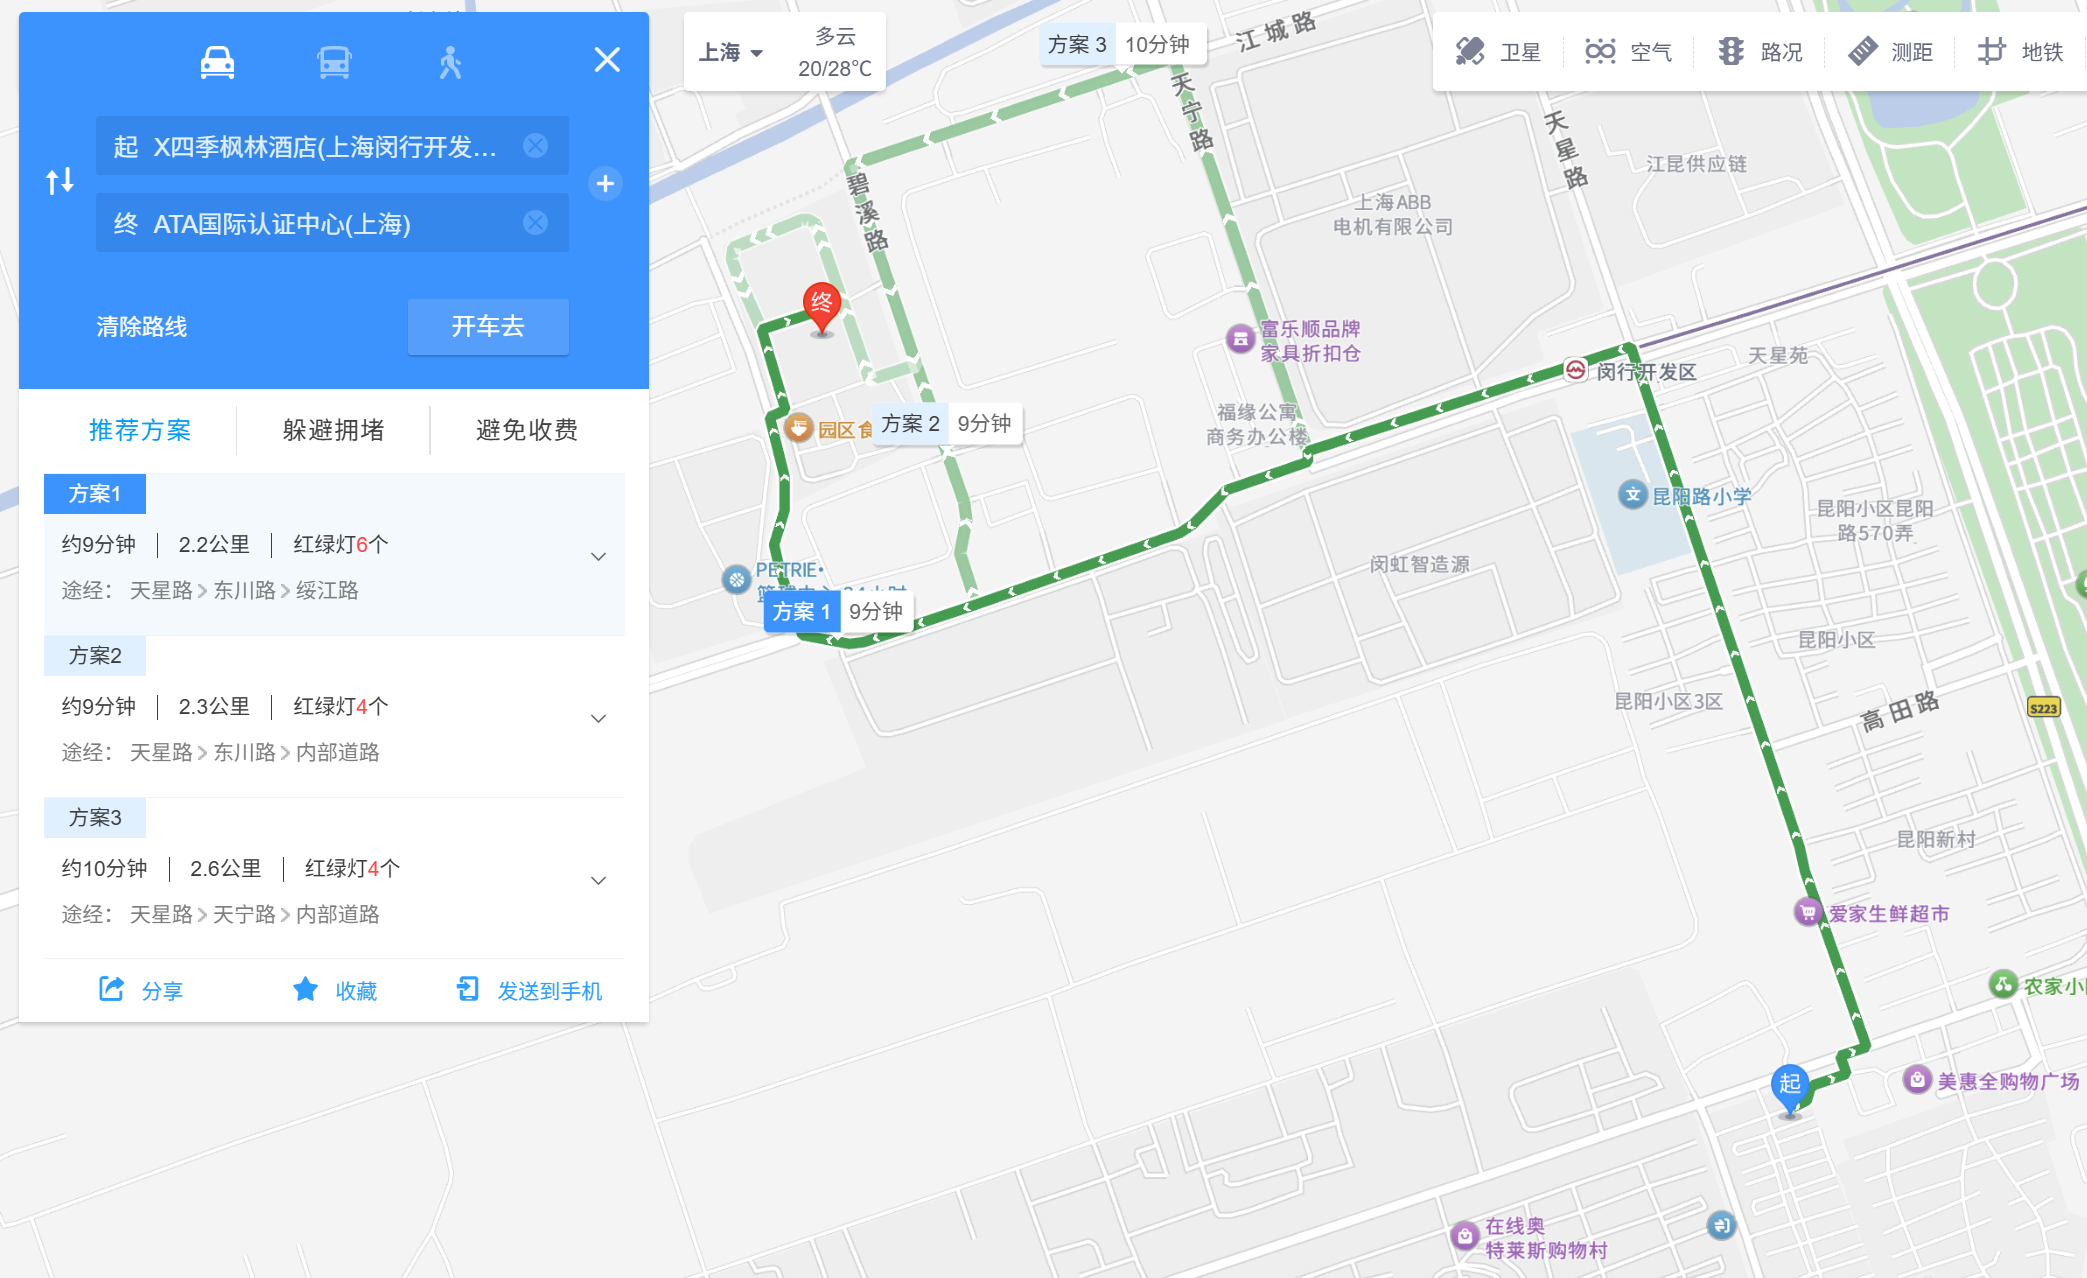 起 X四季枫林酒店(上海闵行开发...
终 ATA国际认证中心(上海)
清除路线
开车去
推荐方案
躲避拥堵
避免收费
方案1
约9分钟 | 2.2公里 | 红绿灯6个
途经： 天星路 > 东川路 > 绥江路
方案2
约9分钟 | 2.3公里 | 红绿灯4个
途经： 天星路 > 东川路 > 内部道路
方案3
约10分钟 | 2.6公里 | 红绿灯4个
途经： 天星路 > 天宁路 > 内部道路
分享
收藏
发送到手机
上海
多云
20/28℃
方案 3 10分钟
江城路
卫星
空气
路况
测距
地铁
天宁路
天星路
碧溪路
江昆供应链
上海ABB
电机有限公司
终
富乐顺品牌
家具折扣仓
闵行开发区
天星苑
福缘公寓
商务办公楼
园区食
方案 2 9分钟
文
昆阳路小学
昆阳小区昆阳
路570弄
闵虹智造源
PETRIE•
方案 1 9分钟
昆阳小区
昆阳小区3区
高田路
S223
昆阳新村
爱家生鲜超市
农家小
起
美惠全购物广场
在线奥
特莱斯购物村